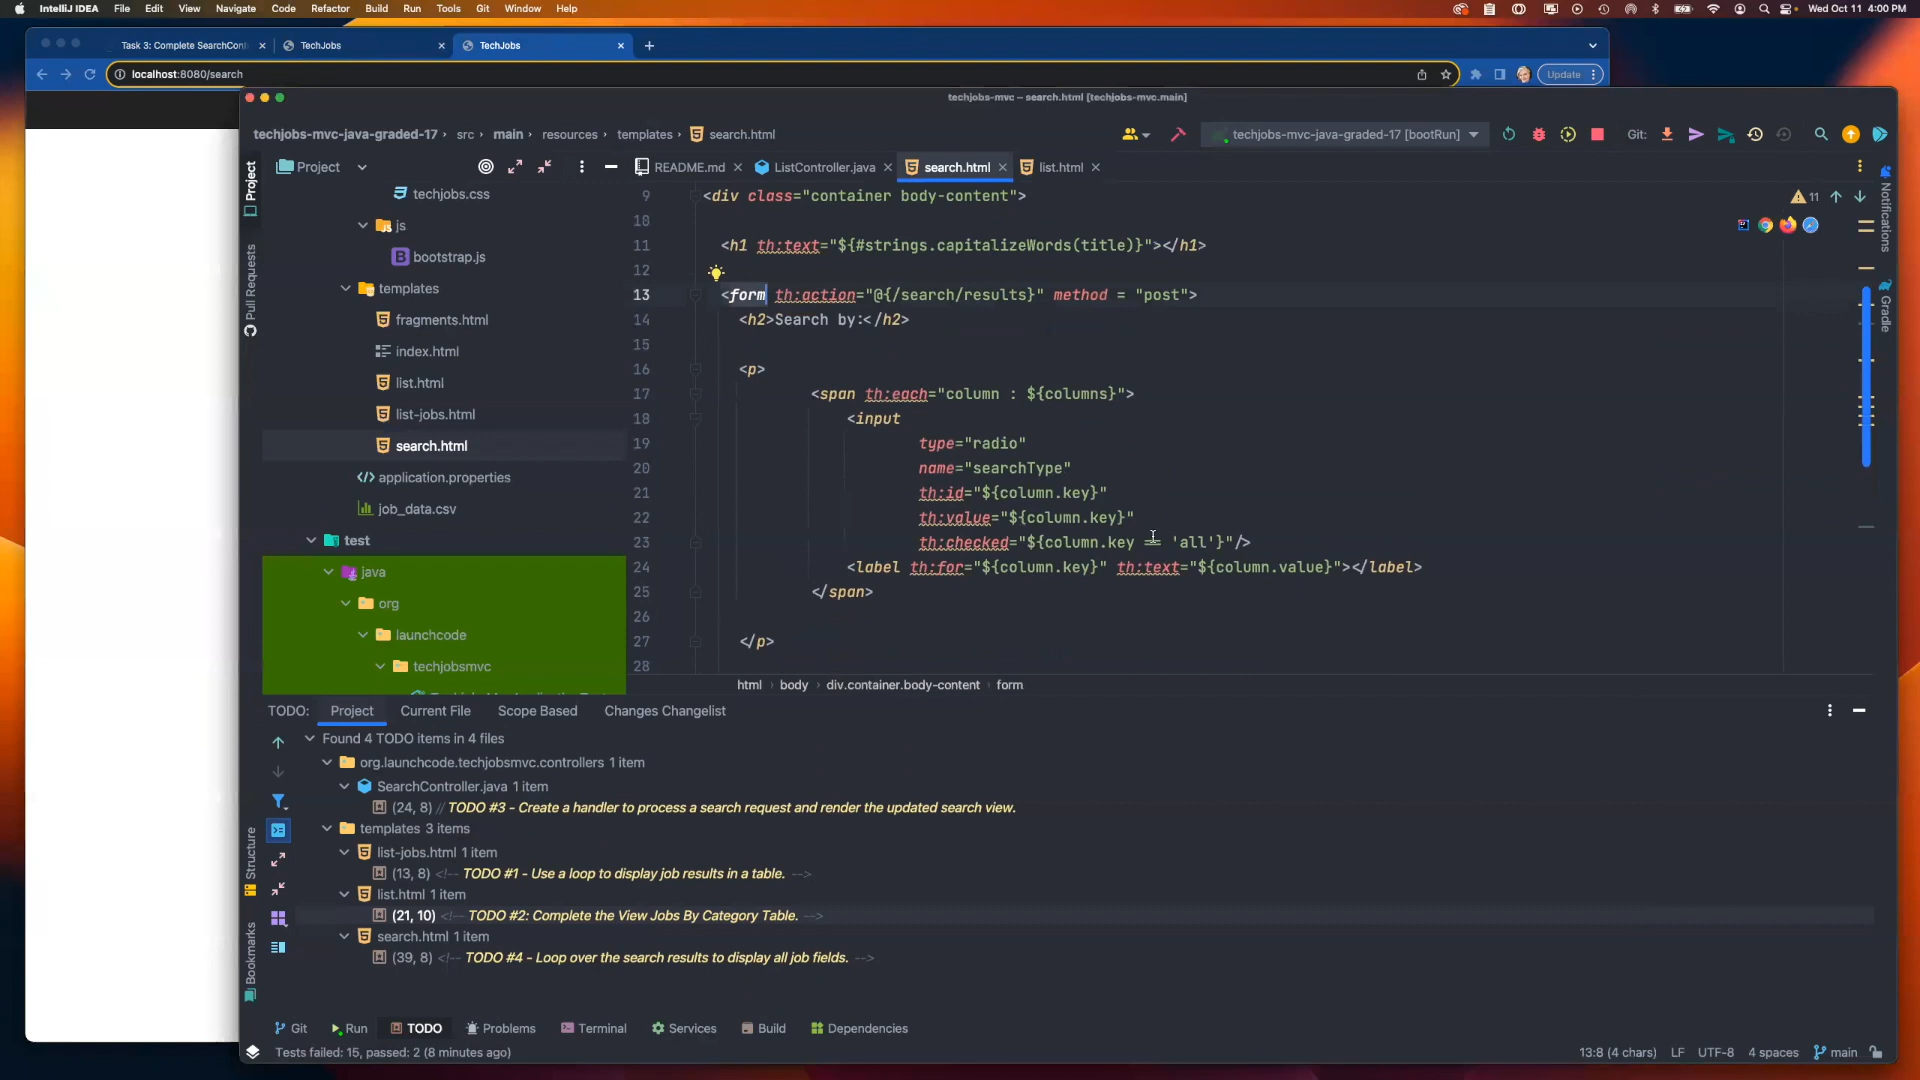 IntelliJ IDEA File Edit View Navigate Code Refactor Build Run Tools Git Window Help Wed Oct 11 4:00 PM
Task 3: Complete SearchCont TechJobs TechJobs
localhost:8080/search Update
techjobs-mvc – search.html [techjobs-mvc.main]
techjobs-mvc-java-graded-17 src main resources templates search.html techjobs-mvc-java-graded-17 [bootRun] Git:
Project README.md ListController.java search.html list.html
Project
Pull Requests
Structure
Bookmarks
Notifications
Gradle
techjobs.css
js
bootstrap.js
templates
fragments.html
index.html
list.html
list-jobs.html
search.html
application.properties
job_data.csv
test
java
org
launchcode
techjobsmvc
11
9 <div class="container body-content">
10
11 <h1 th:text="${#strings.capitalizeWords(title)}"></h1>
12
13 <form th:action="@{/search/results}" method = "post">
14 <h2>Search by:</h2>
15
16 <p>
17 <span th:each="column : ${columns}">
18 <input
19 type="radio"
20 name="searchType"
21 th:id="${column.key}"
22 th:value="${column.key}"
23 th:checked="${column.key == 'all'}"/>
24 <label th:for="${column.key}" th:text="${column.value}"></label>
25 </span>
26
27 </p>
28
html body div.container.body-content form
TODO: Project Current File Scope Based Changes Changelist
Found 4 TODO items in 4 files
org.launchcode.techjobsmvc.controllers 1 item
SearchController.java 1 item
(24, 8) // TODO #3 - Create a handler to process a search request and render the updated search view.
templates 3 items
list-jobs.html 1 item
(13, 8) <!-- TODO #1 - Use a loop to display job results in a table. -->
list.html 1 item
(21, 10) <!-- TODO #2: Complete the View Jobs By Category Table. -->
search.html 1 item
(39, 8) <!-- TODO #4 - Loop over the search results to display all job fields. -->
Git Run TODO Problems Terminal Services Build Dependencies
Tests failed: 15, passed: 2 (8 minutes ago) 13:8 (4 chars) LF UTF-8 4 spaces main